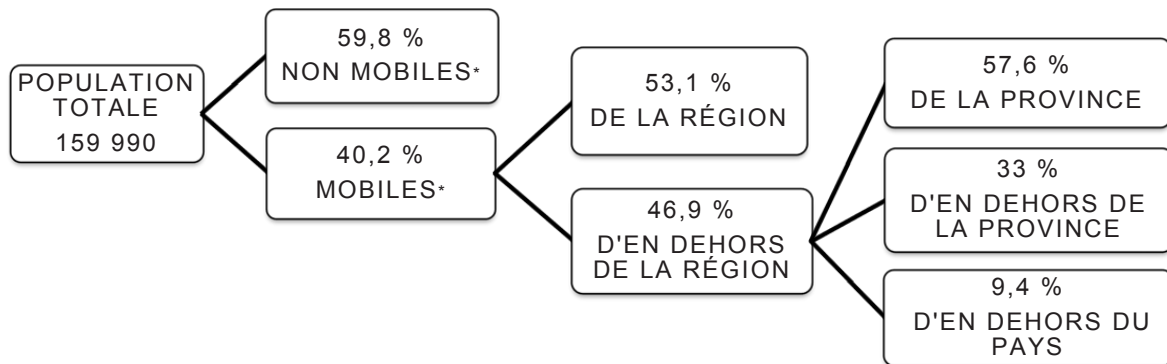 POPULATION
TOTALE
159 990
59,8 %
NON MOBILES*
40,2 %
MOBILES*
53,1 %
DE LA RÉGION
46,9 %
D'EN DEHORS
DE LA RÉGION
57,6 %
DE LA PROVINCE
33 %
D'EN DEHORS DE
LA PROVINCE
9,4 %
D'EN DEHORS DU
PAYS